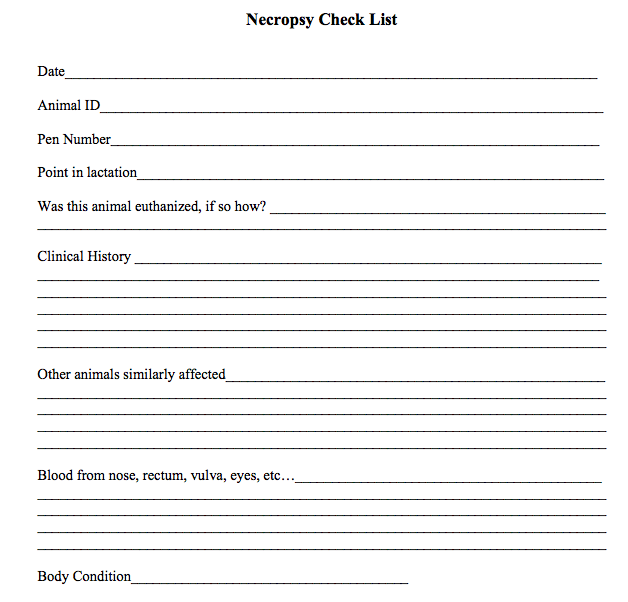 Necropsy Check List
Date
Animal ID
Pen Number
Point in lactation
Was this animal euthanized, if so how?
Clinical History
Other animals similarly affected
Blood from nose, rectum, vulva, eyes, etc…
Body Condition